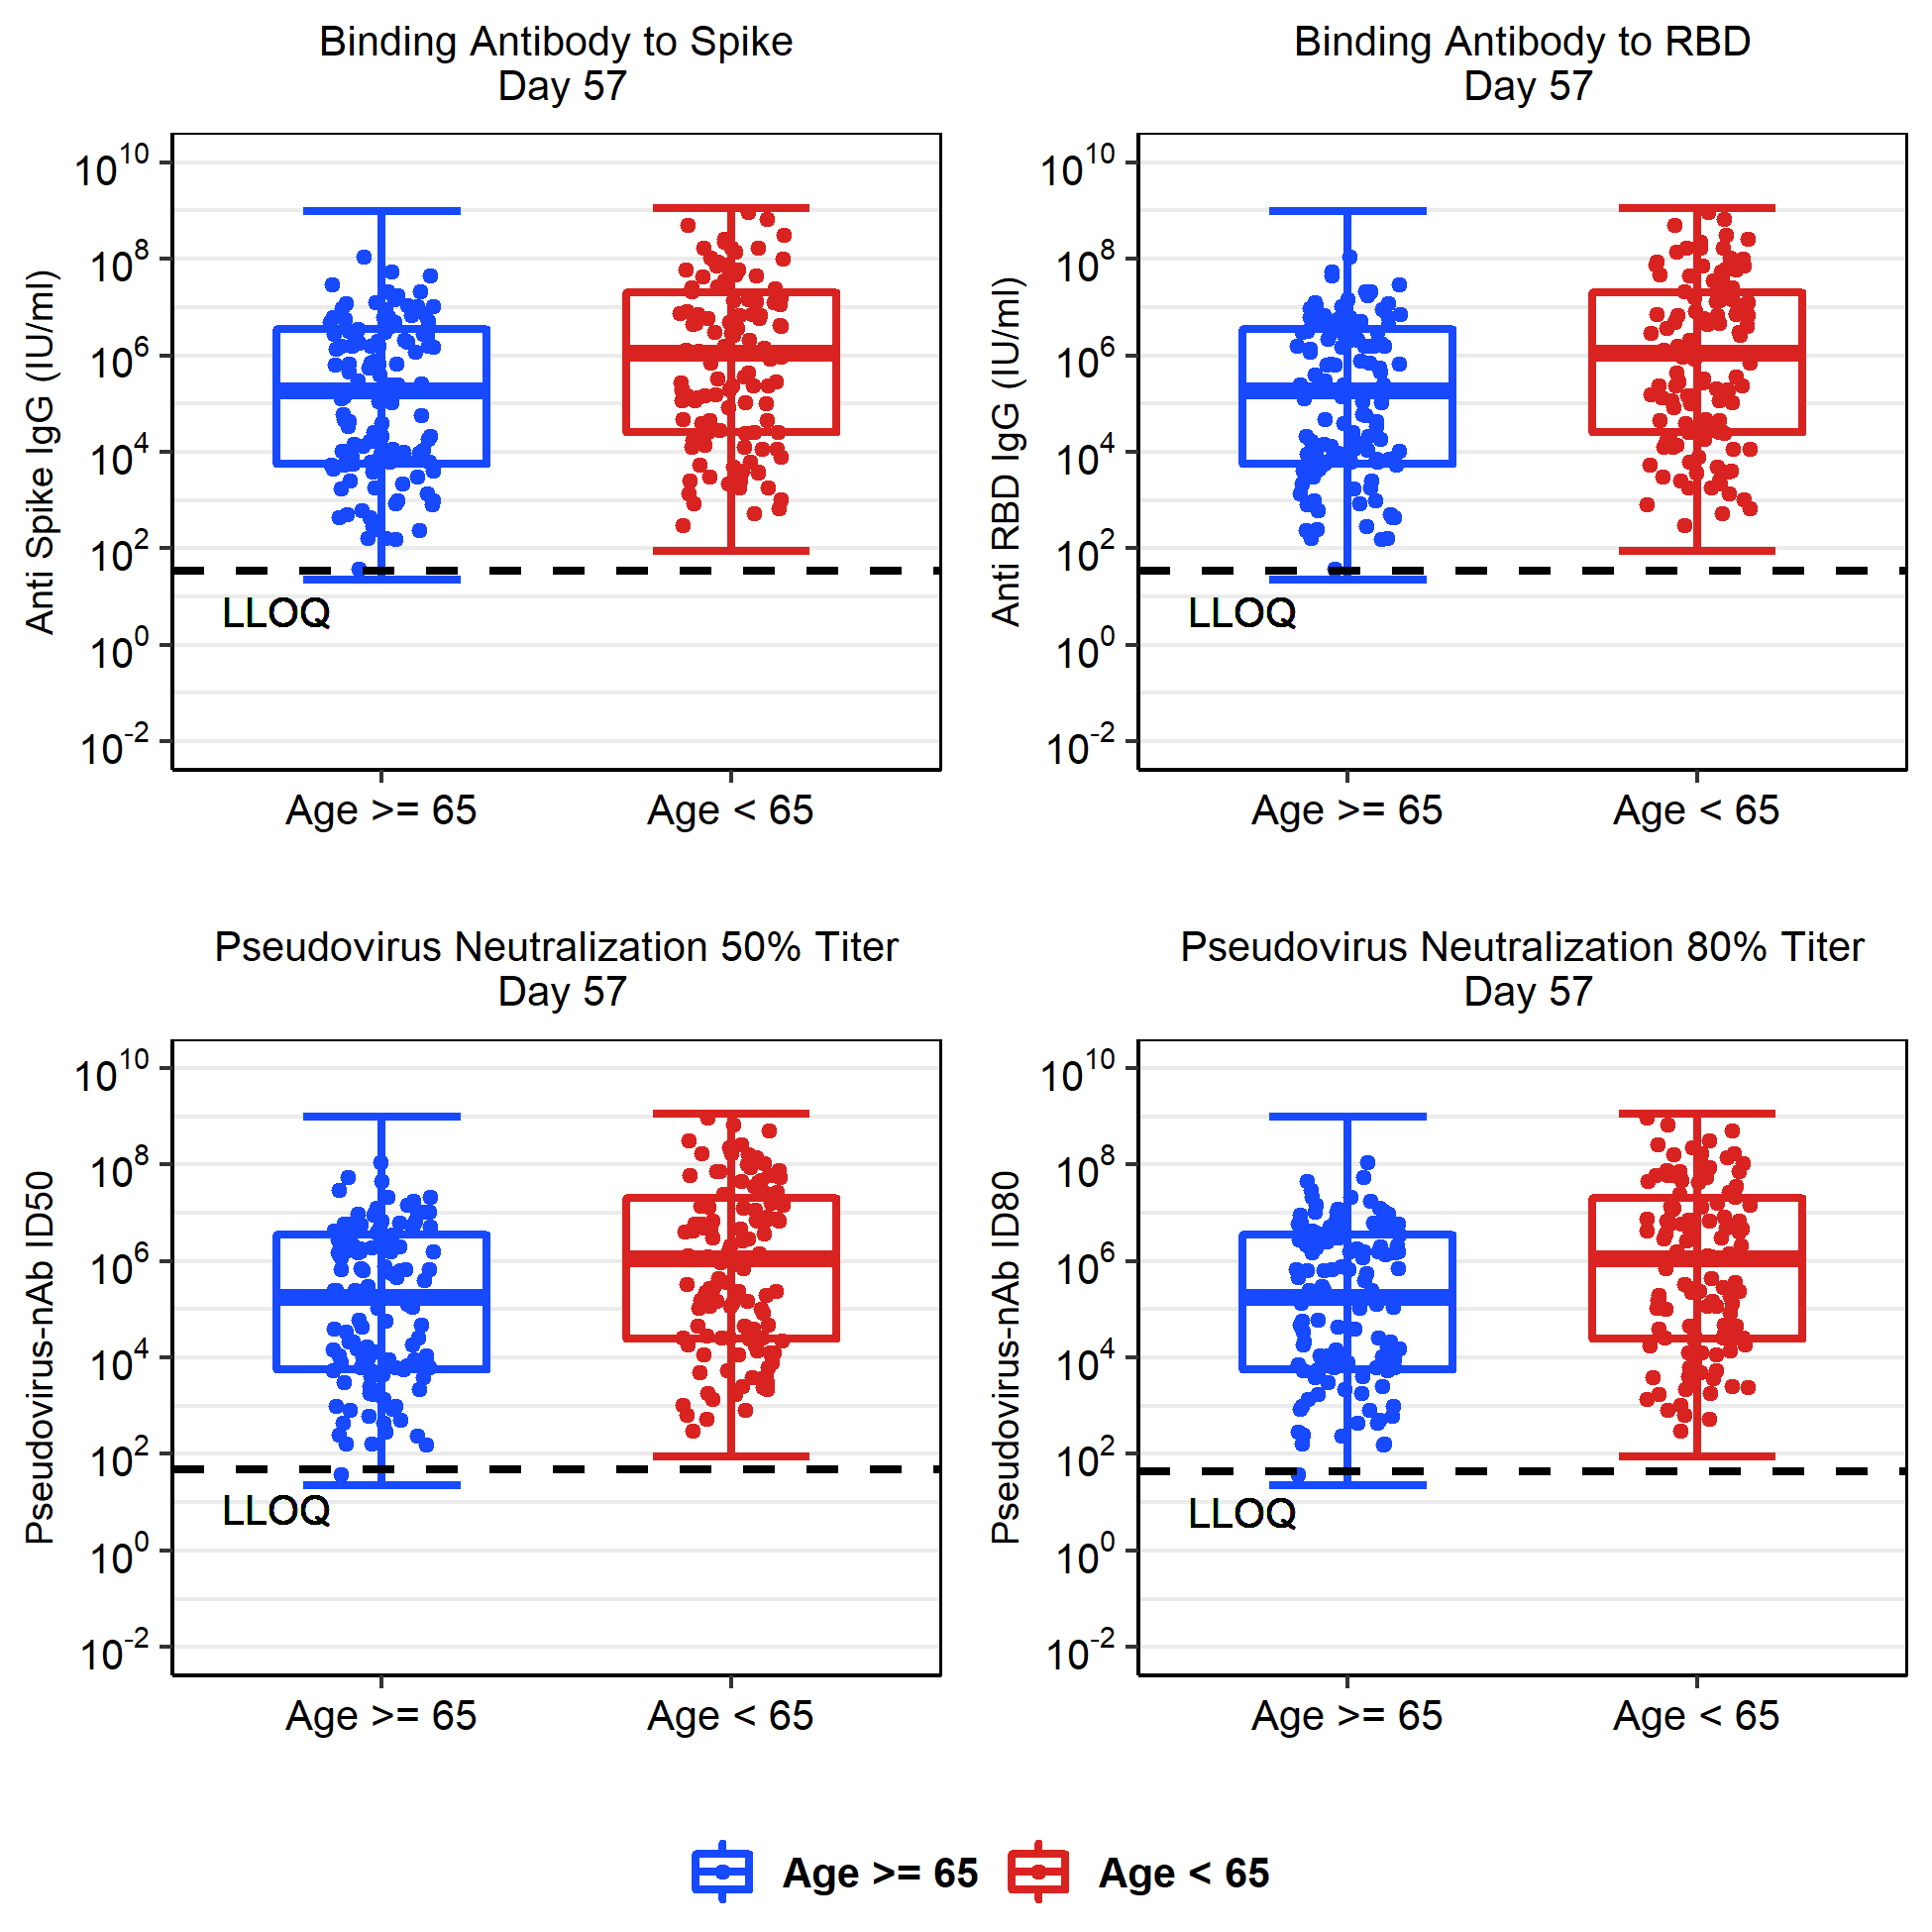 Binding Antibody to Spike
Day 57
Anti Spike IgG (IU/ml)
10^10
10^8
10^6
10^4
10^2
10^0
10^-2
LLOQ
Age >= 65 Age < 65
Binding Antibody to RBD
Day 57
Anti RBD IgG (IU/ml)
10^10
10^8
10^6
10^4
10^2
10^0
10^-2
LLOQ
Age >= 65 Age < 65
Pseudovirus Neutralization 50% Titer
Day 57
Pseudovirus-nAb ID50
10^10
10^8
10^6
10^4
10^2
10^0
10^-2
LLOQ
Age >= 65 Age < 65
Pseudovirus Neutralization 80% Titer
Day 57
Pseudovirus-nAb ID80
10^10
10^8
10^6
10^4
10^2
10^0
10^-2
LLOQ
Age >= 65 Age < 65
Age >= 65 Age < 65